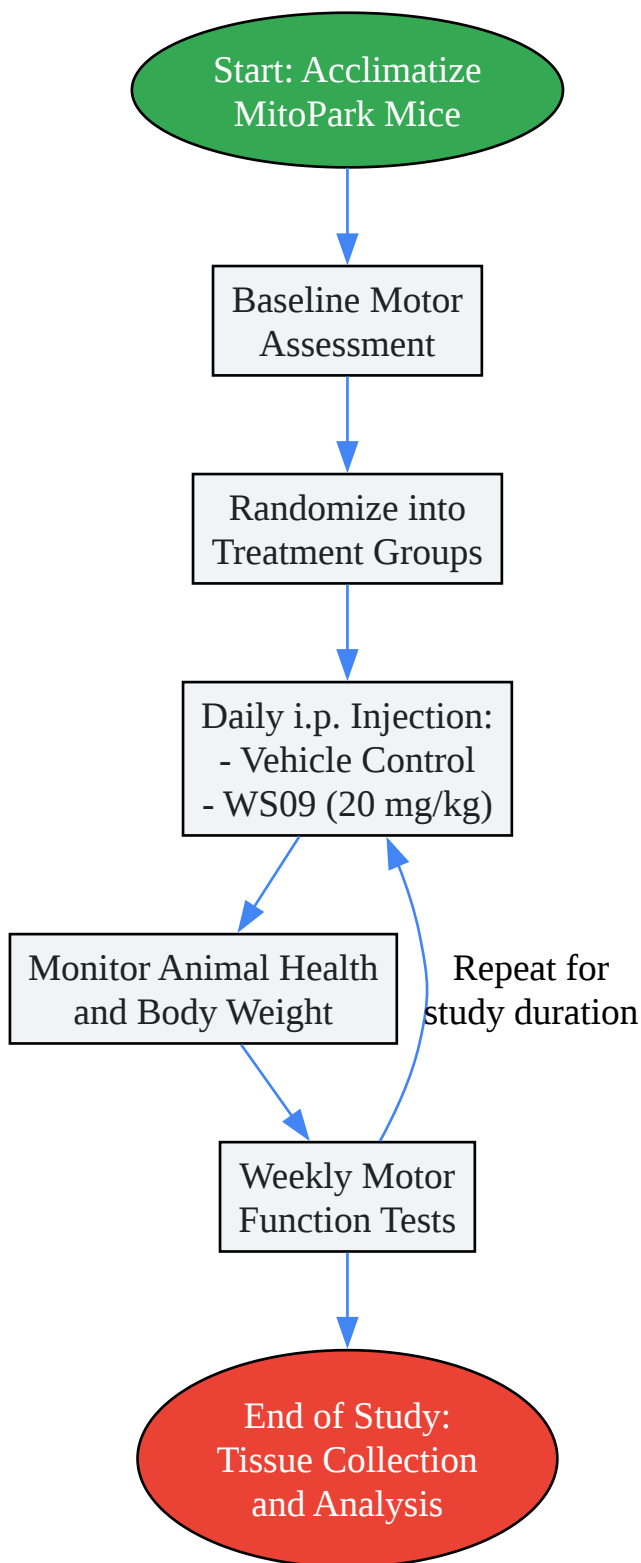 Start: Acclimatize
MitoPark Mice
Baseline Motor
Assessment
Randomize into
Treatment Groups
Daily i.p. Injection:
- Vehicle Control
- WS09 (20 mg/kg)
Monitor Animal Health
and Body Weight
Repeat for
study duration
Weekly Motor
Function Tests
End of Study:
Tissue Collection
and Analysis